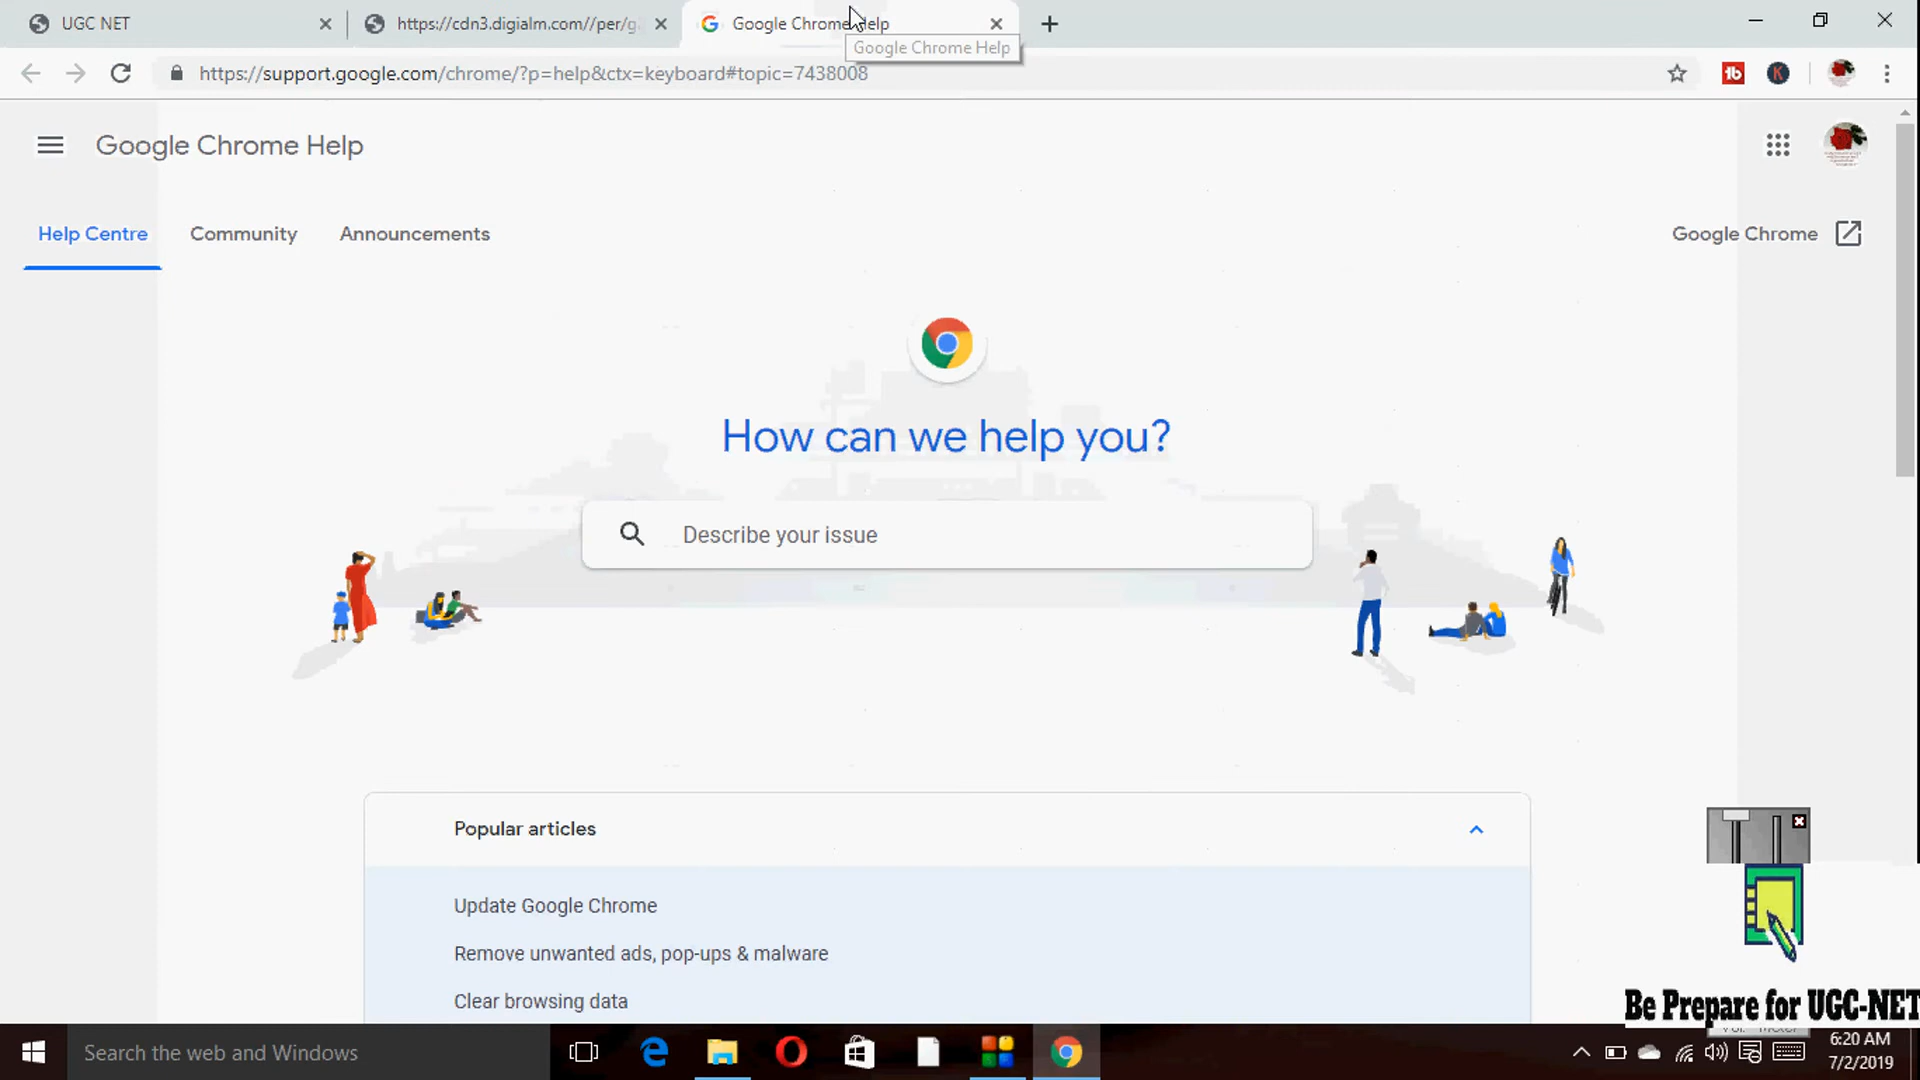 UGC NET
https://cdn3.digialm.com//per/g
Google Chrome Help
Google Chrome Help
https://support.google.com/chrome/?p=help&ctx=keyboard#topic=7438008
Google Chrome Help
Help Centre
Community
Announcements
Google Chrome
How can we help you?
Describe your issue
Popular articles
Update Google Chrome
Remove unwanted ads, pop-ups & malware
Clear browsing data
Be Prepare for UGC-NET
Search the web and Windows
6:20 AM
7/2/2019